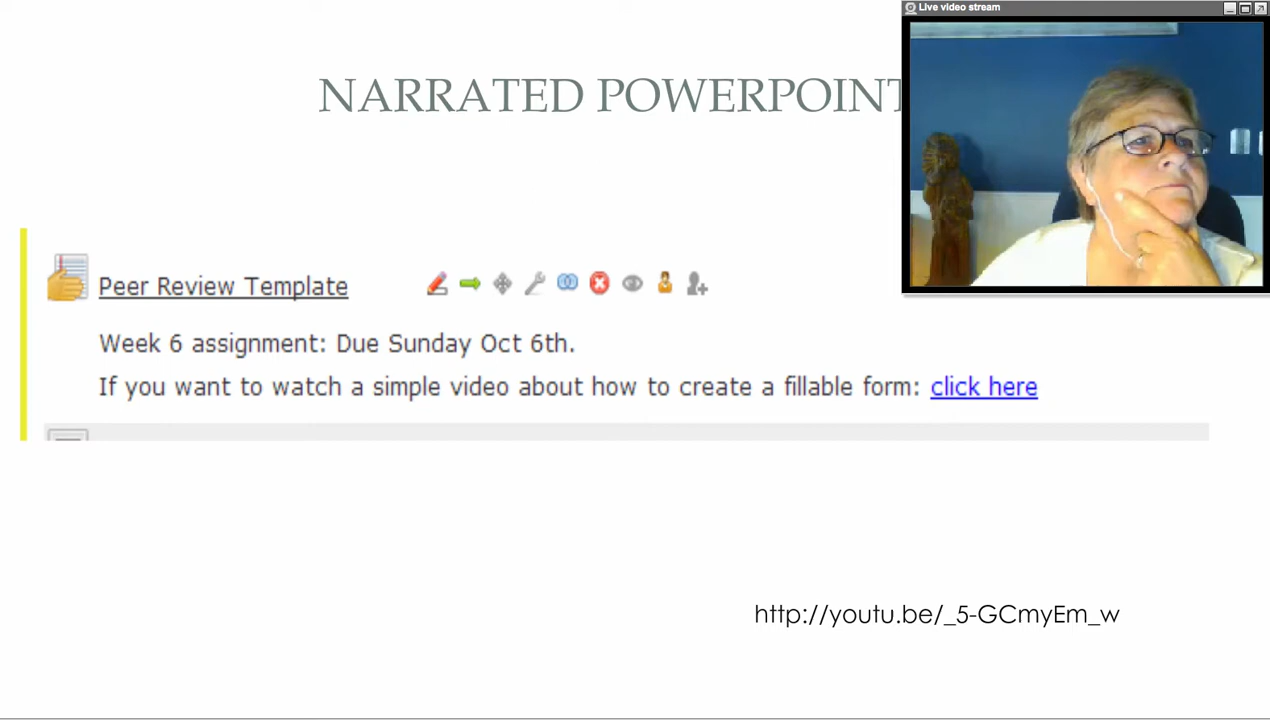 Live video stream
NARRATED POWERPOINT
Peer Review Template
Week 6 assignment: Due Sunday Oct 6th.
If you want to watch a simple video about how to create a fillable form: click here
http://youtu.be/_5-GCmyEm_w